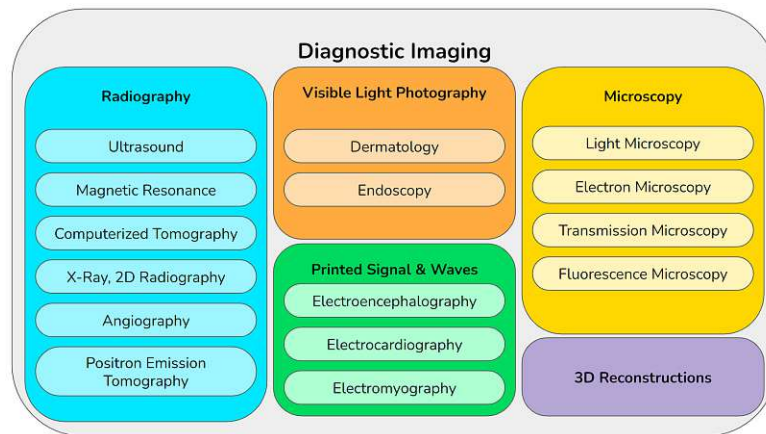 Diagnostic Imaging
Radiography
Ultrasound
Magnetic Resonance
Computerized Tomography
X-Ray, 2D Radiography
Angiography
Positron Emission
Tomography
Visible Light Photography
Dermatology
Endoscopy
Printed Signal & Waves
Electroencephalography
Electrocardiography
Electromyography
Microscopy
Light Microscopy
Electron Microscopy
Transmission Microscopy
Fluorescence Microscopy
3D Reconstructions